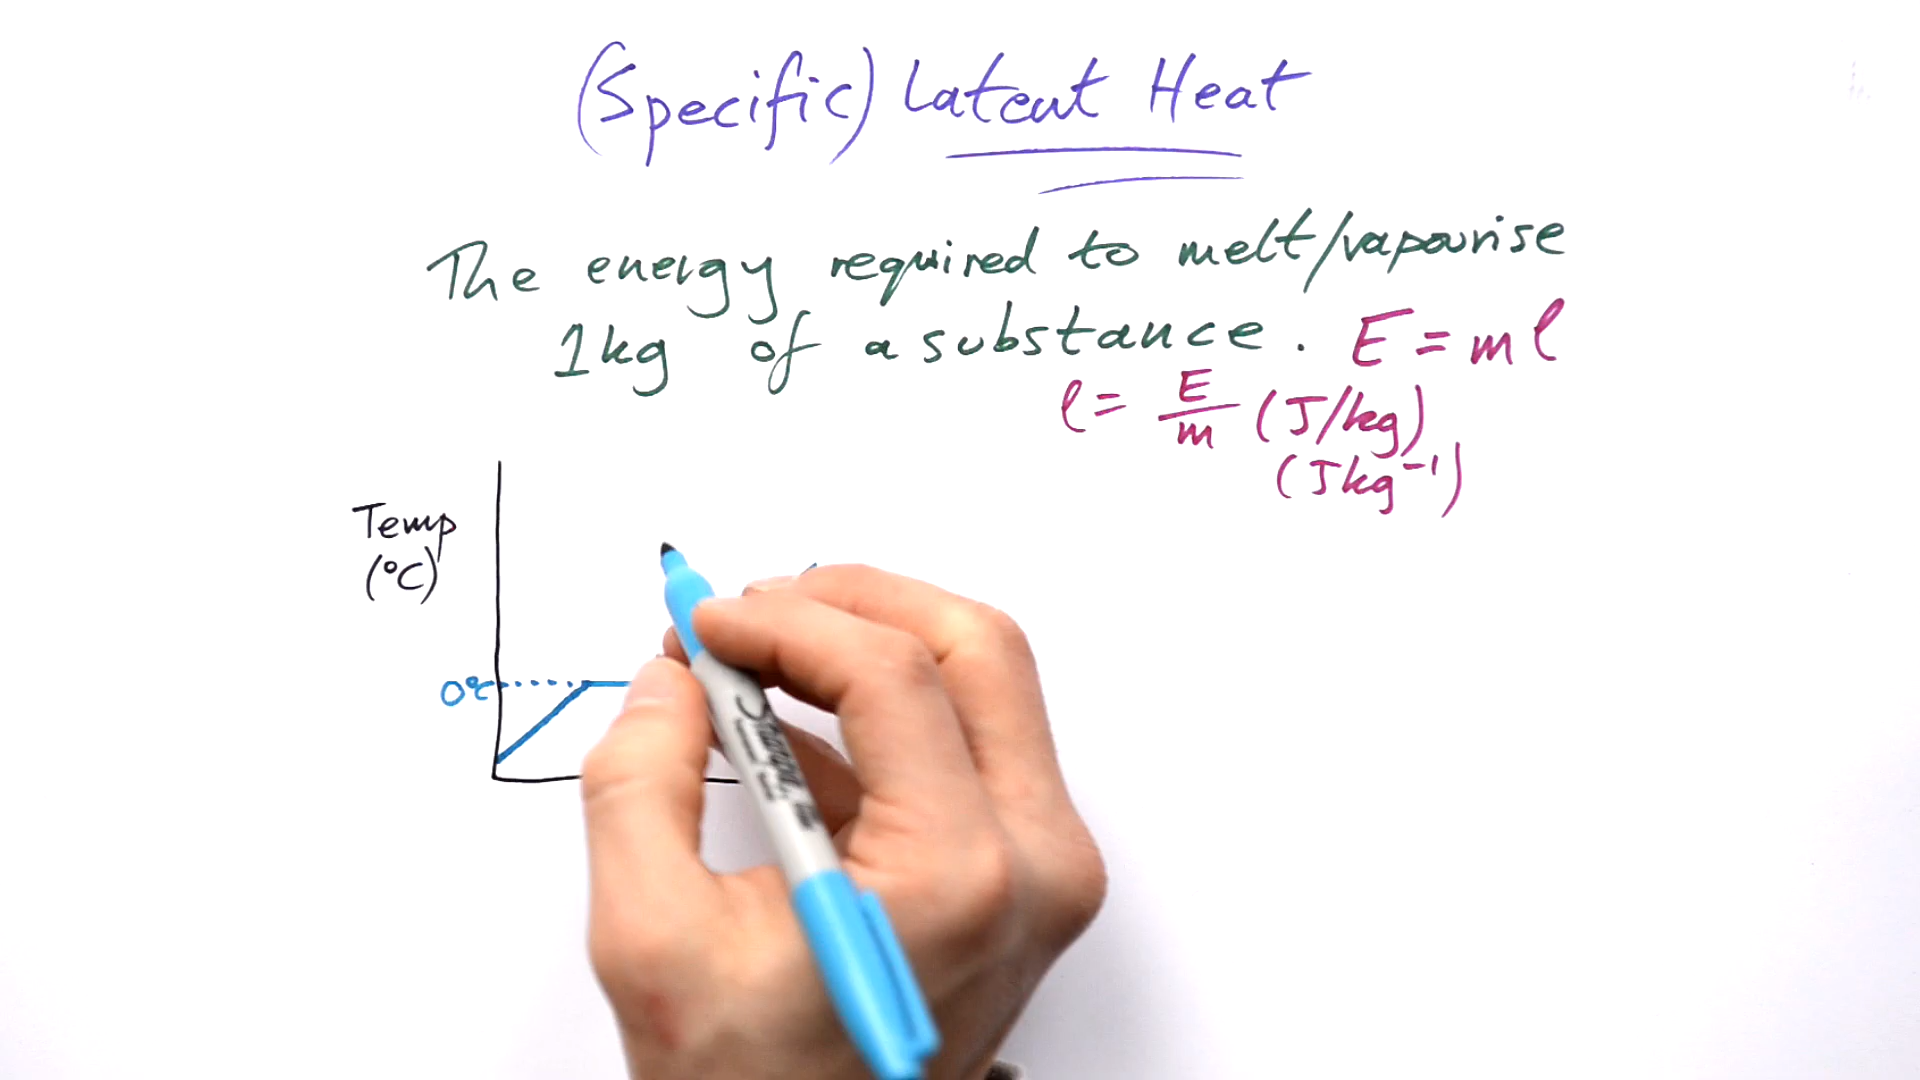 (Specific) Latent Heat
The energy required to melt/vapourise
1kg of a substance. E = ml
l = E/m (J/kg)
(Jkg⁻¹)
Temp
(°C)
0°C